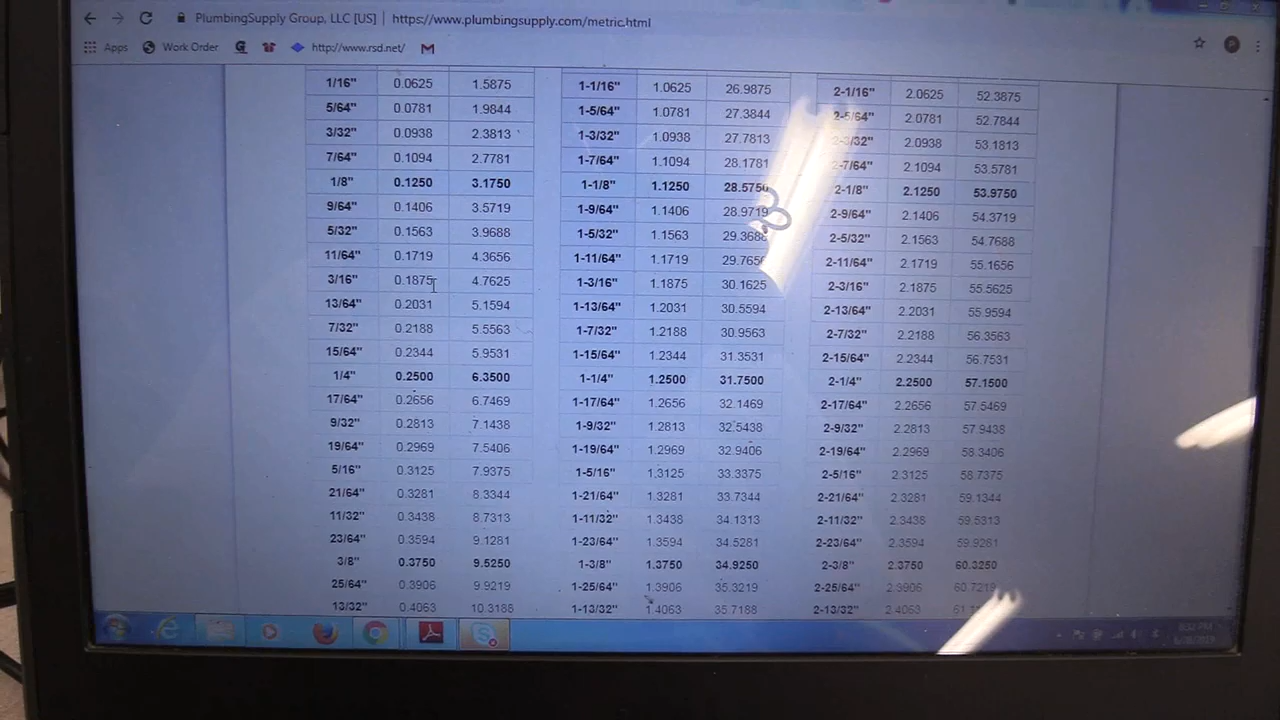 PlumbingSupply Group, LLC [US] | https://www.plumbingsupply.com/metric.html
Apps Work Order G http://www.rsd.net/ M
1/16" 0.0625 1.5875 1-1/16" 1.0625 26.9875 2-1/16" 2.0625 52.3875
5/64" 0.0781 1.9844 1-5/64" 1.0781 27.3844 2-5/64" 2.0781 52.7844
3/32" 0.0938 2.3813 1-3/32" 1.0938 27.7813 2-3/32" 2.0938 53.1813
7/64" 0.1094 2.7781 1-7/64" 1.1094 28.1781 2-7/64" 2.1094 53.5781
1/8" 0.1250 3.1750 1-1/8" 1.1250 28.5750 2-1/8" 2.1250 53.9750
9/64" 0.1406 3.5719 1-9/64" 1.1406 28.9719 2-9/64" 2.1406 54.3719
5/32" 0.1563 3.9688 1-5/32" 1.1563 29.3688 2-5/32" 2.1563 54.7688
11/64" 0.1719 4.3656 1-11/64" 1.1719 29.7656 2-11/64" 2.1719 55.1656
3/16" 0.1875 4.7625 1-3/16" 1.1875 30.1625 2-3/16" 2.1875 55.5625
13/64" 0.2031 5.1594 1-13/64" 1.2031 30.5594 2-13/64" 2.2031 55.9594
7/32" 0.2188 5.5563 1-7/32" 1.2188 30.9563 2-7/32" 2.2188 56.3563
15/64" 0.2344 5.9531 1-15/64" 1.2344 31.3531 2-15/64" 2.2344 56.7531
1/4" 0.2500 6.3500 1-1/4" 1.2500 31.7500 2-1/4" 2.2500 57.1500
17/64" 0.2656 6.7469 1-17/64" 1.2656 32.1469 2-17/64" 2.2656 57.5469
9/32" 0.2813 7.1438 1-9/32" 1.2813 32.5438 2-9/32" 2.2813 57.9438
19/64" 0.2969 7.5406 1-19/64" 1.2969 32.9406 2-19/64" 2.2969 58.3406
5/16" 0.3125 7.9375 1-5/16" 1.3125 33.3375 2-5/16" 2.3125 58.7375
21/64" 0.3281 8.3344 1-21/64" 1.3281 33.7344 2-21/64" 2.3281 59.1344
11/32" 0.3438 8.7313 1-11/32" 1.3438 34.1313 2-11/32" 2.3438 59.5313
23/64" 0.3594 9.1281 1-23/64" 1.3594 34.5281 2-23/64" 2.3594 59.9281
3/8" 0.3750 9.5250 1-3/8" 1.3750 34.9250 2-3/8" 2.3750 60.3250
25/64" 0.3906 9.9219 1-25/64" 1.3906 35.3219 2-25/64" 2.3906 60.7219
13/32" 0.4063 10.3188 1-13/32" 1.4063 35.7188 2-13/32" 2.4063